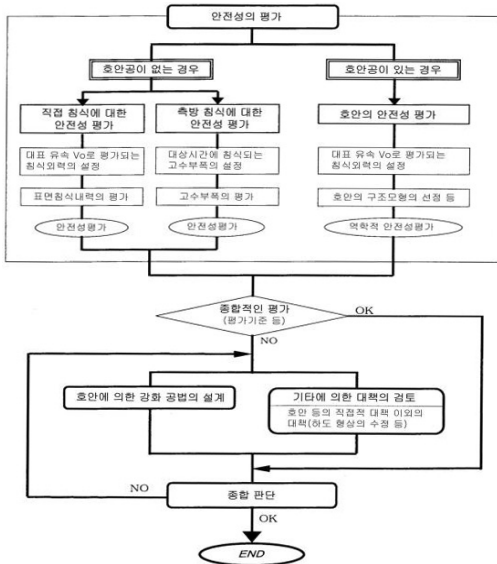 안전성의 평가
호안공이 없는 경우
호안공이 있는 경우
직접 침식에 대한
안전성 평가
측방 침식에 대한
안전성 평가
호안의 안전성 평가
대표 유속 Vo로 평가되는
침식외력의 설정
대상시간에 침식되는
고수부폭의 설정
대표 유속 Vo로 평가되는
침식외력의 설정
표면침식내력의 평가
고수부폭의 평가
호안의 구조모형의 선정 등
안전성평가
안전성평가
역학적 안전성평가
종합적인 평가
(평가기준 등)
OK
NO
호안에 의한 강화 공법의 설계
기타에 의한 대책의 검토
호안 등의 직접적 대책 이외의
대책(하도 형상의 수정 등)
NO
종합 판단
OK
END